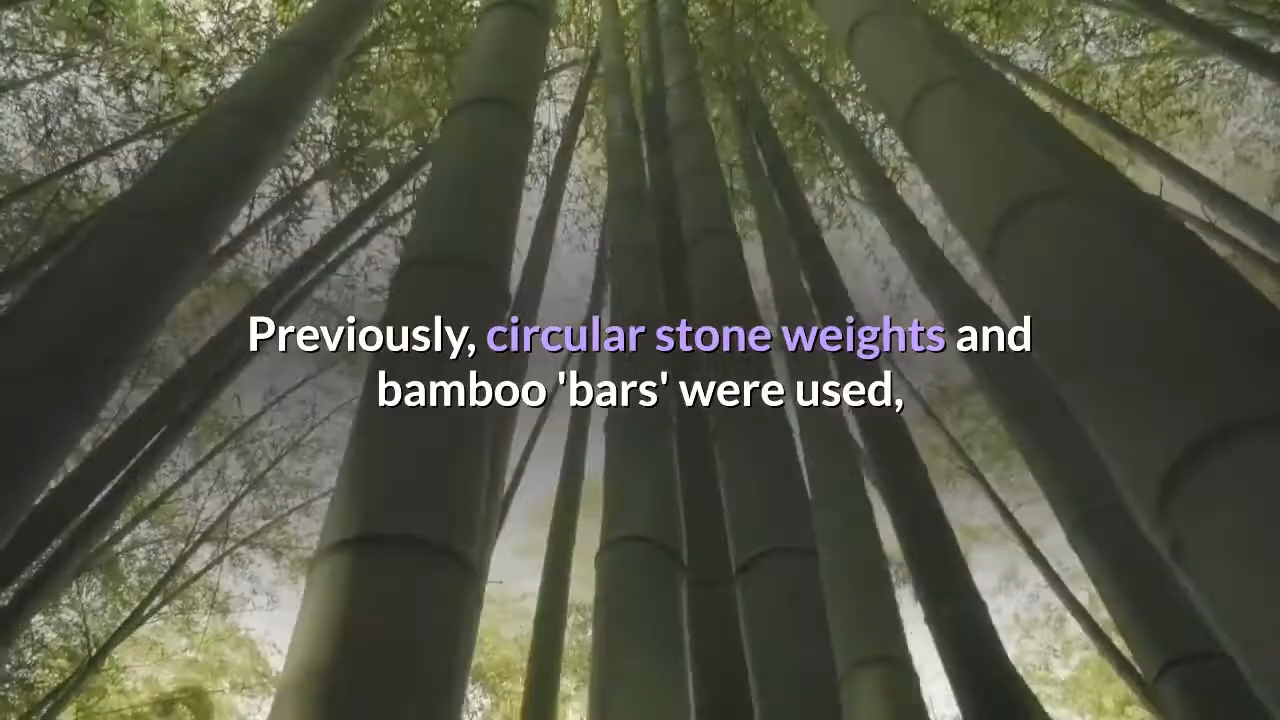 Previously, circular stone weights and
bamboo 'bars' were used,